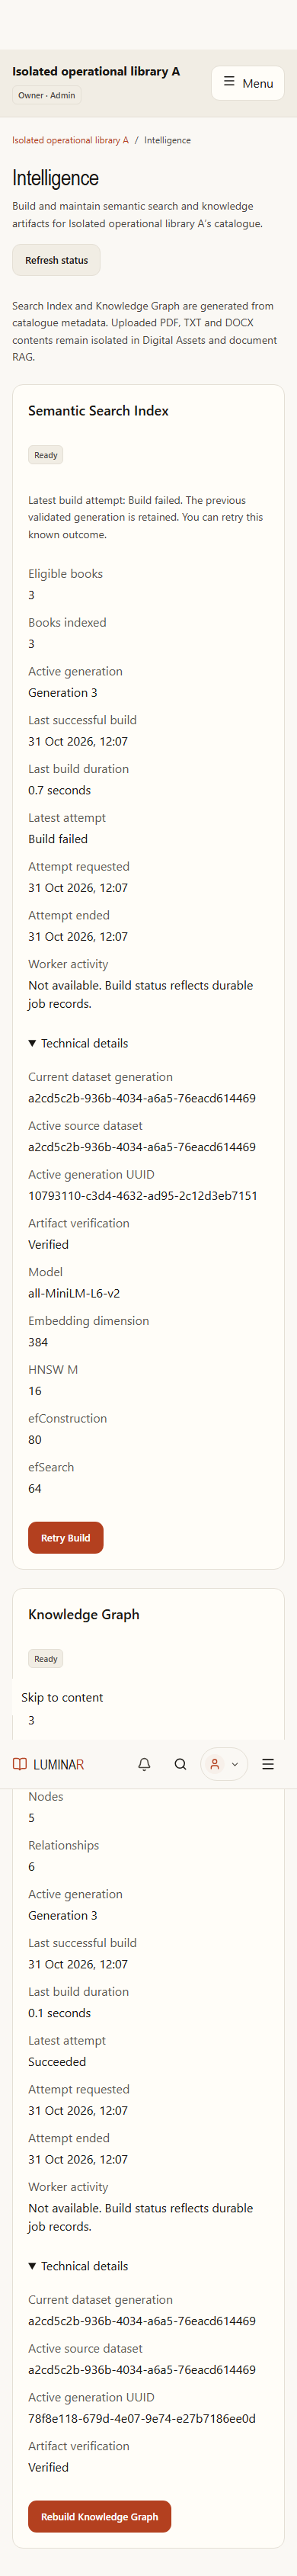 Isolated operational library A
Owner · Admin
Menu
Isolated operational library A / Intelligence
Intelligence
Build and maintain semantic search and knowledge
artifacts for Isolated operational library A's catalogue.
Refresh status
Search Index and Knowledge Graph are generated from
catalogue metadata. Uploaded PDF, TXT and DOCX
contents remain isolated in Digital Assets and document
RAG.
Semantic Search Index
Ready
Latest build attempt: Build failed. The previous
validated generation is retained. You can retry this
known outcome.
Eligible books
3
Books indexed
3
Active generation
Generation 3
Last successful build
31 Oct 2026, 12:07
Last build duration
0.7 seconds
Latest attempt
Build failed
Attempt requested
31 Oct 2026, 12:07
Attempt ended
31 Oct 2026, 12:07
Worker activity
Not available. Build status reflects durable
job records.
Technical details
Current dataset generation
a2cd5c2b-936b-4034-a6a5-76eacd614469
Active source dataset
a2cd5c2b-936b-4034-a6a5-76eacd614469
Active generation UUID
10793110-c3d4-4632-ad95-2c12d3eb7151
Artifact verification
Verified
Model
all-MiniLM-L6-v2
Embedding dimension
384
HNSW M
16
efConstruction
80
efSearch
64
Retry Build
Knowledge Graph
Ready
Skip to content
3
LUMINAR
Nodes
5
Relationships
6
Active generation
Generation 3
Last successful build
31 Oct 2026, 12:07
Last build duration
0.1 seconds
Latest attempt
Succeeded
Attempt requested
31 Oct 2026, 12:07
Attempt ended
31 Oct 2026, 12:07
Worker activity
Not available. Build status reflects durable
job records.
Technical details
Current dataset generation
a2cd5c2b-936b-4034-a6a5-76eacd614469
Active source dataset
a2cd5c2b-936b-4034-a6a5-76eacd614469
Active generation UUID
78f8e118-679d-4e07-9e74-e27b7186ee0d
Artifact verification
Verified
Rebuild Knowledge Graph